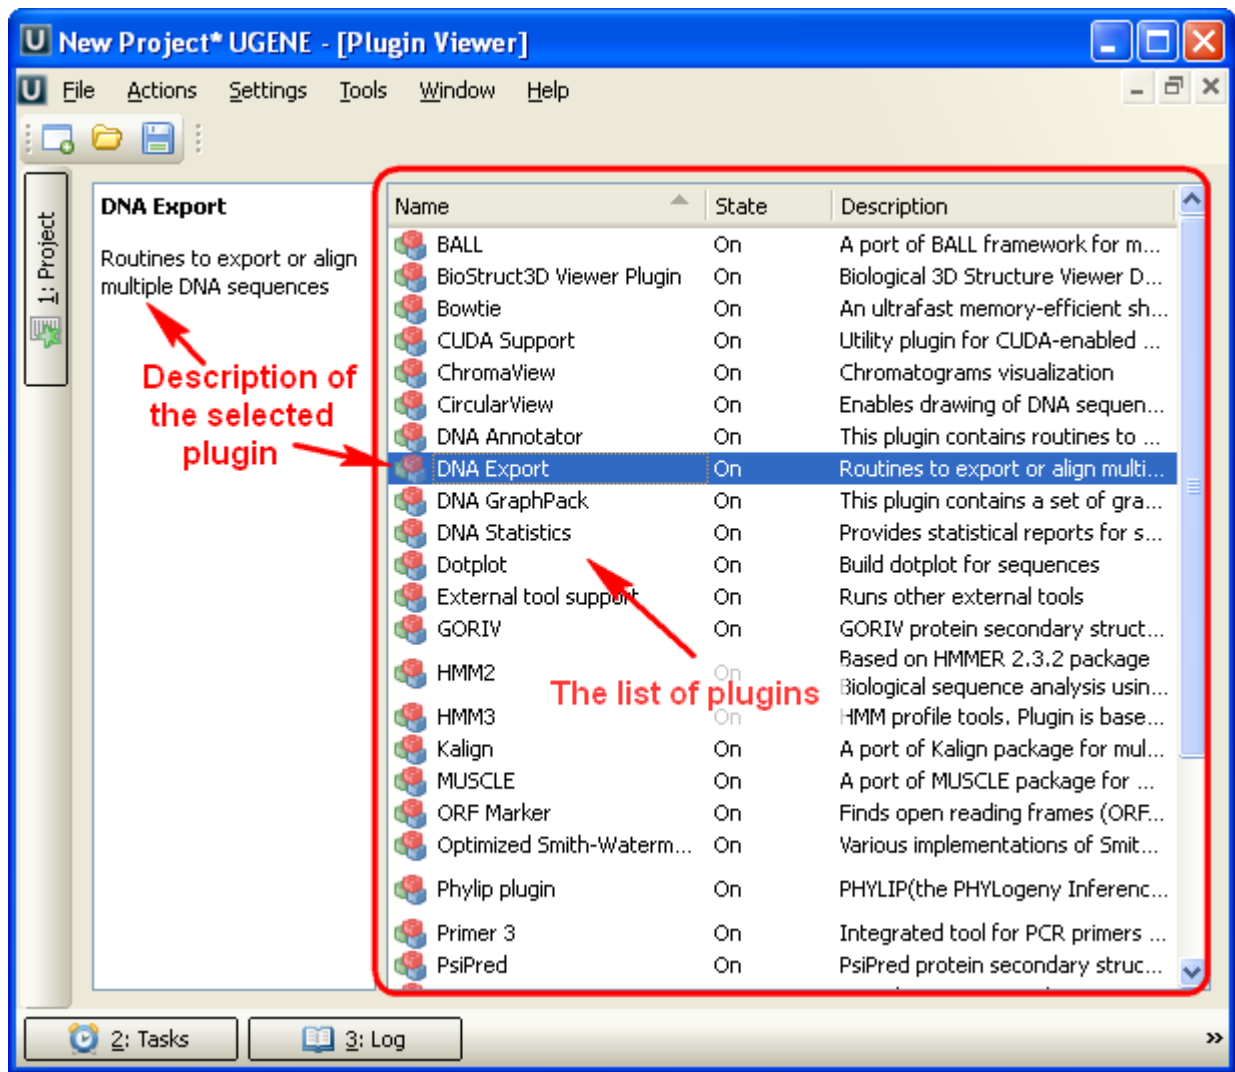 U New Project* UGENE - [Plugin Viewer]
U File Actions Settings Tools Window Help
1: Project
DNA Export
Routines to export or align
multiple DNA sequences
Description of
the selected
plugin
Name State Description
BALL On A port of BALL framework for m...
BioStruct3D Viewer Plugin On Biological 3D Structure Viewer D...
Bowtie On An ultrafast memory-efficient sh...
CUDA Support On Utility plugin for CUDA-enabled ...
ChromaView On Chromatograms visualization
CircularView On Enables drawing of DNA sequen...
DNA Annotator On This plugin contains routines to ...
DNA Export On Routines to export or align multi...
DNA GraphPack On This plugin contains a set of gra...
DNA Statistics On Provides statistical reports for s...
Dotplot On Build dotplot for sequences
External tool support On Runs other external tools
GORIV On GORIV protein secondary struct...
HMM2 On Based on HMMER 2.3.2 package
Biological sequence analysis usin...
The list of plugins
HMM3 On HMM profile tools. Plugin is base...
Kalign On A port of Kalign package for mul...
MUSCLE On A port of MUSCLE package for ...
ORF Marker On Finds open reading frames (ORF...
Optimized Smith-Waterm... On Various implementations of Smit...
Phylip plugin On PHYLIP(the PHYLogeny Inferenc...
Primer 3 On Integrated tool for PCR primers ...
PsiPred On PsiPred protein secondary struc...
2: Tasks 3: Log »